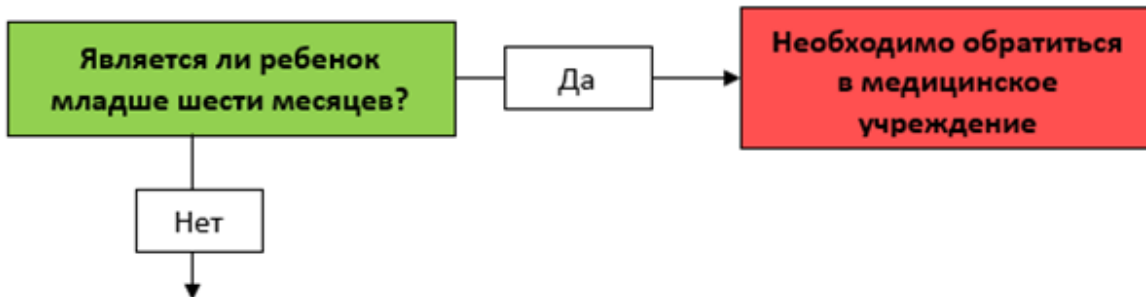 Является ли ребенок
младше шести месяцев?
Да
Необходимо обратиться
в медицинское
учреждение
Нет